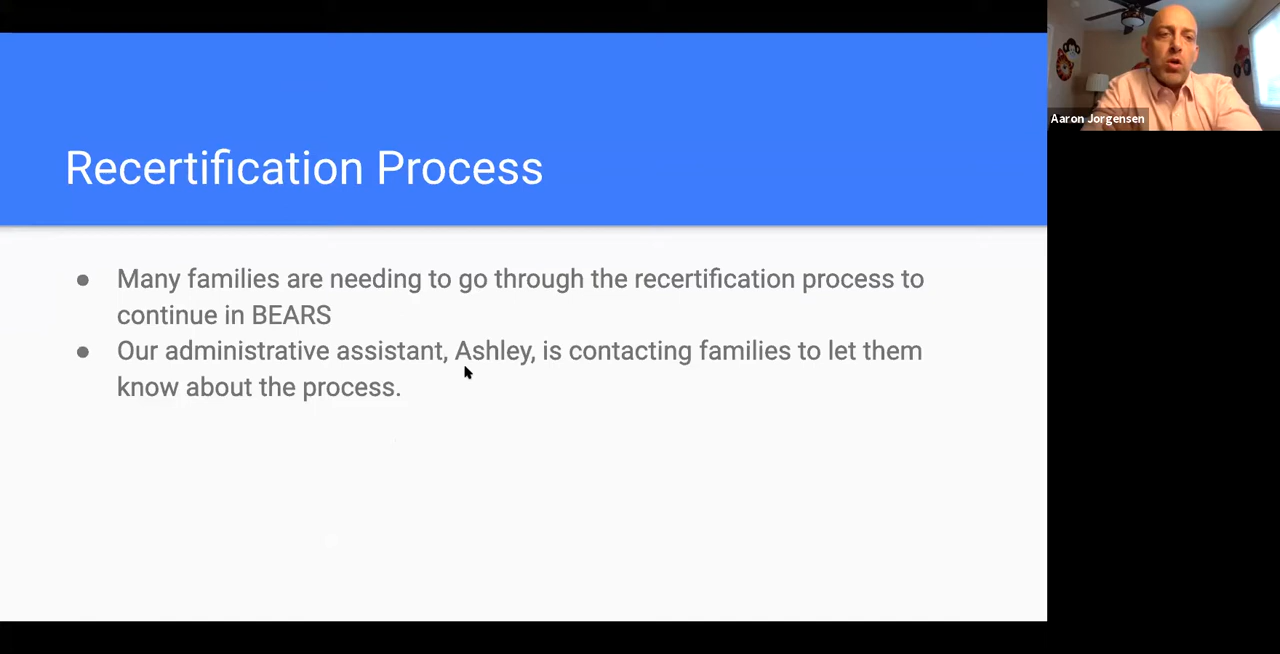 Recertification Process
● Many families are needing to go through the recertification process to
continue in BEARS
● Our administrative assistant, Ashley, is contacting families to let them
know about the process.
Aaron Jorgensen